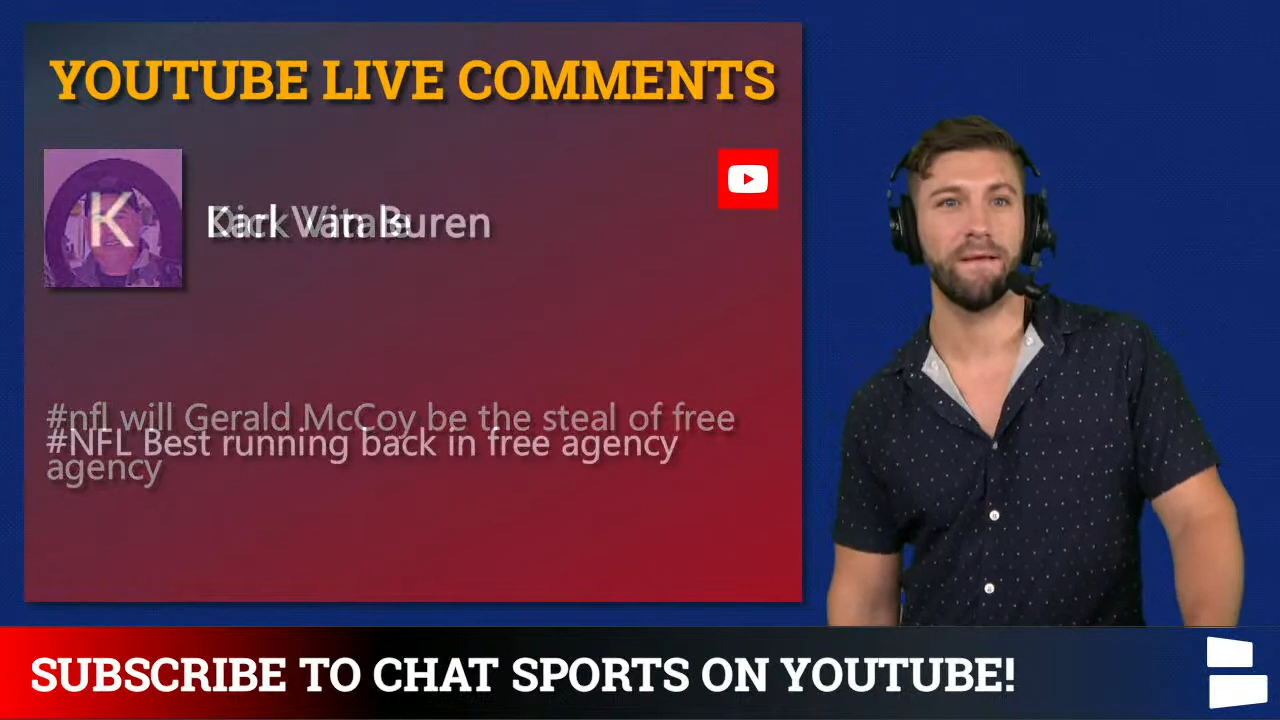 YOUTUBE LIVE COMMENTS
K
#nfl will Gerald McCoy be the steal of free
#NFL Best running back in free agency
agency
SUBSCRIBE TO CHAT SPORTS ON YOUTUBE!